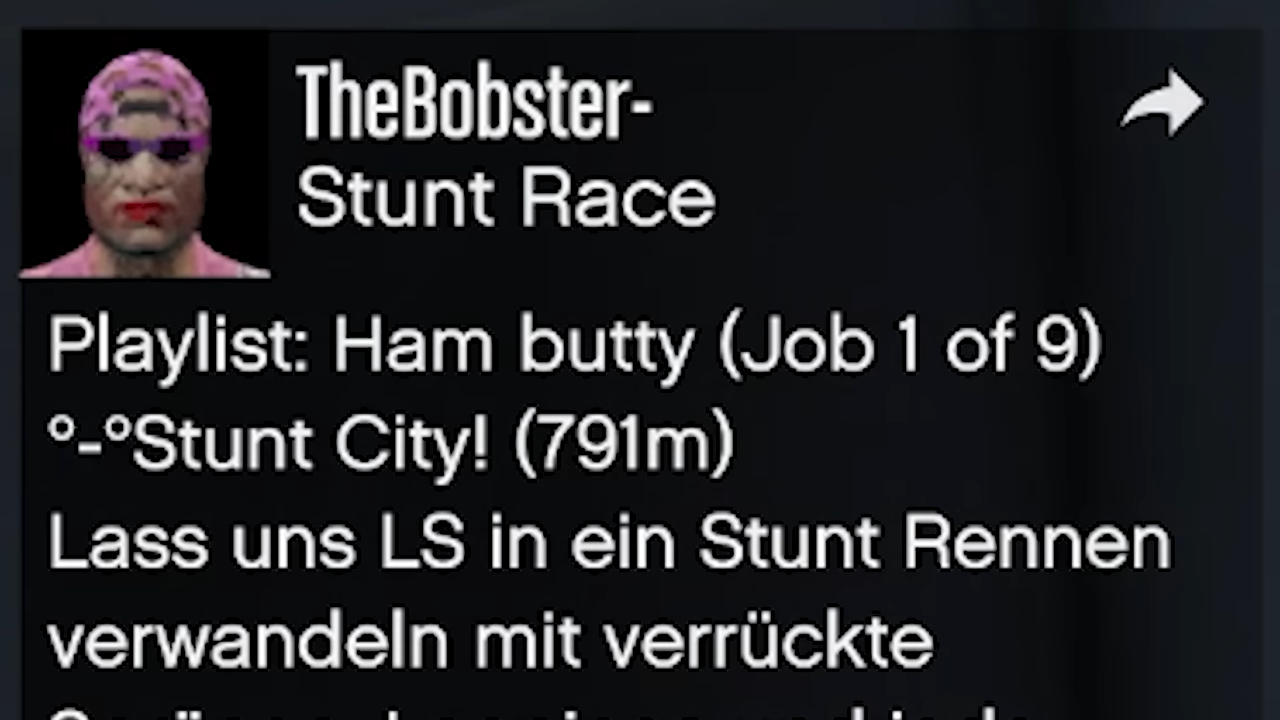 TheBobster-
Stunt Race
Playlist: Ham butty (Job 1 of 9)
°-°Stunt City! (791m)
Lass uns LS in ein Stunt Rennen
verwandeln mit verrückte